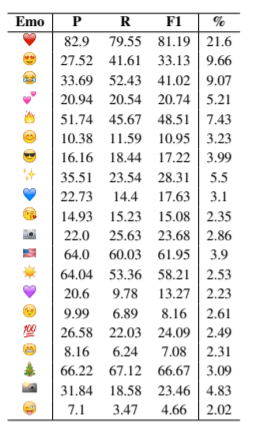 Emo P R F1 %
❤️ 82.9 79.55 81.19 21.6
😍 27.52 41.61 33.13 9.66
😂 33.69 52.43 41.02 9.07
💕 20.94 20.54 20.74 5.21
🔥 51.74 45.67 48.51 7.43
😊 10.38 11.59 10.95 3.23
😎 16.16 18.44 17.22 3.99
✨ 35.51 23.54 28.31 5.5
💙 22.73 14.4 17.63 3.1
😘 14.93 15.23 15.08 2.35
📷 22.0 25.63 23.68 2.86
🇺🇸 64.0 60.03 61.95 3.9
☀️ 64.04 53.36 58.21 2.53
💜 20.6 9.78 13.27 2.23
😉 9.99 6.89 8.16 2.61
💯 26.58 22.03 24.09 2.49
😁 8.16 6.24 7.08 2.31
🎄 66.22 67.12 66.67 3.09
📸 31.84 18.58 23.46 4.83
😜 7.1 3.47 4.66 2.02